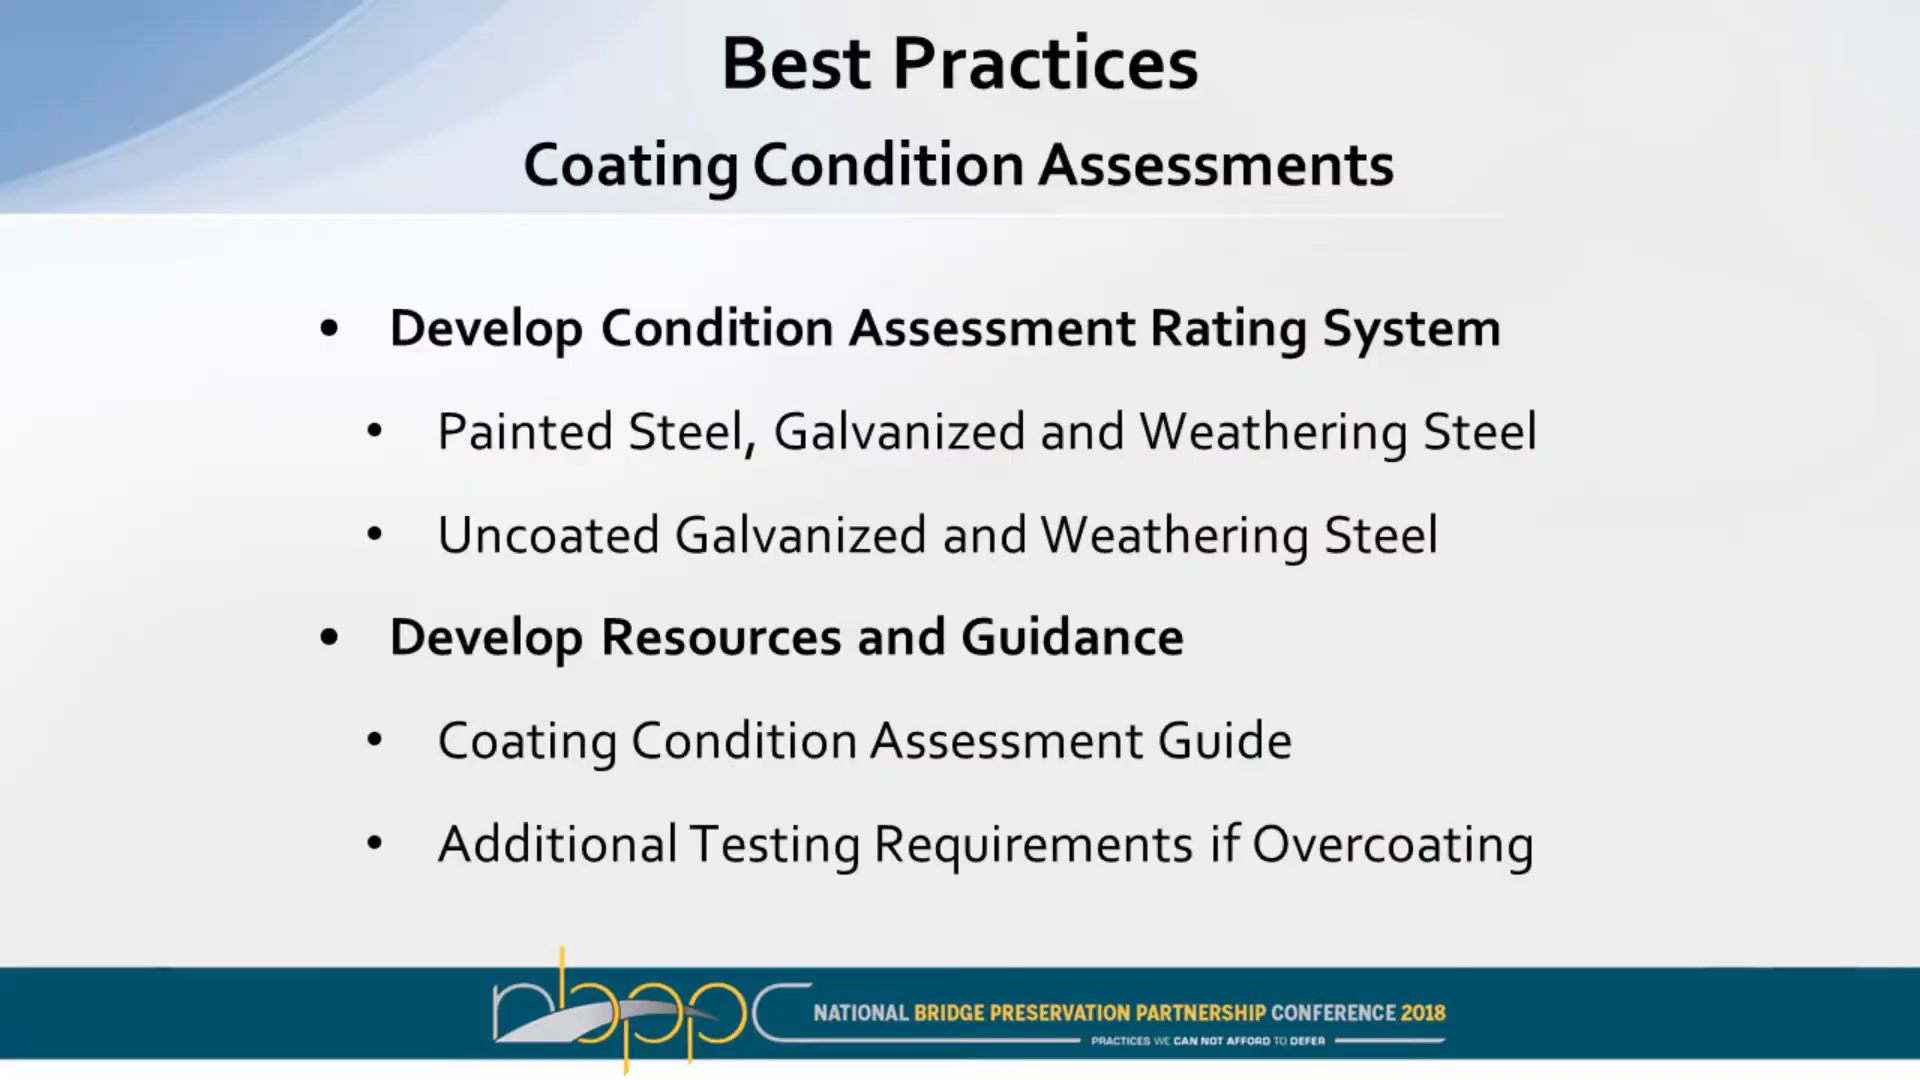 Best Practices
Coating Condition Assessments
• Develop Condition Assessment Rating System
• Painted Steel, Galvanized and Weathering Steel
• Uncoated Galvanized and Weathering Steel
• Develop Resources and Guidance
• Coating Condition Assessment Guide
• Additional Testing Requirements if Overcoating
nbppc NATIONAL BRIDGE PRESERVATION PARTNERSHIP CONFERENCE 2018
PRACTICES WE CAN NOT AFFORD TO DEFER